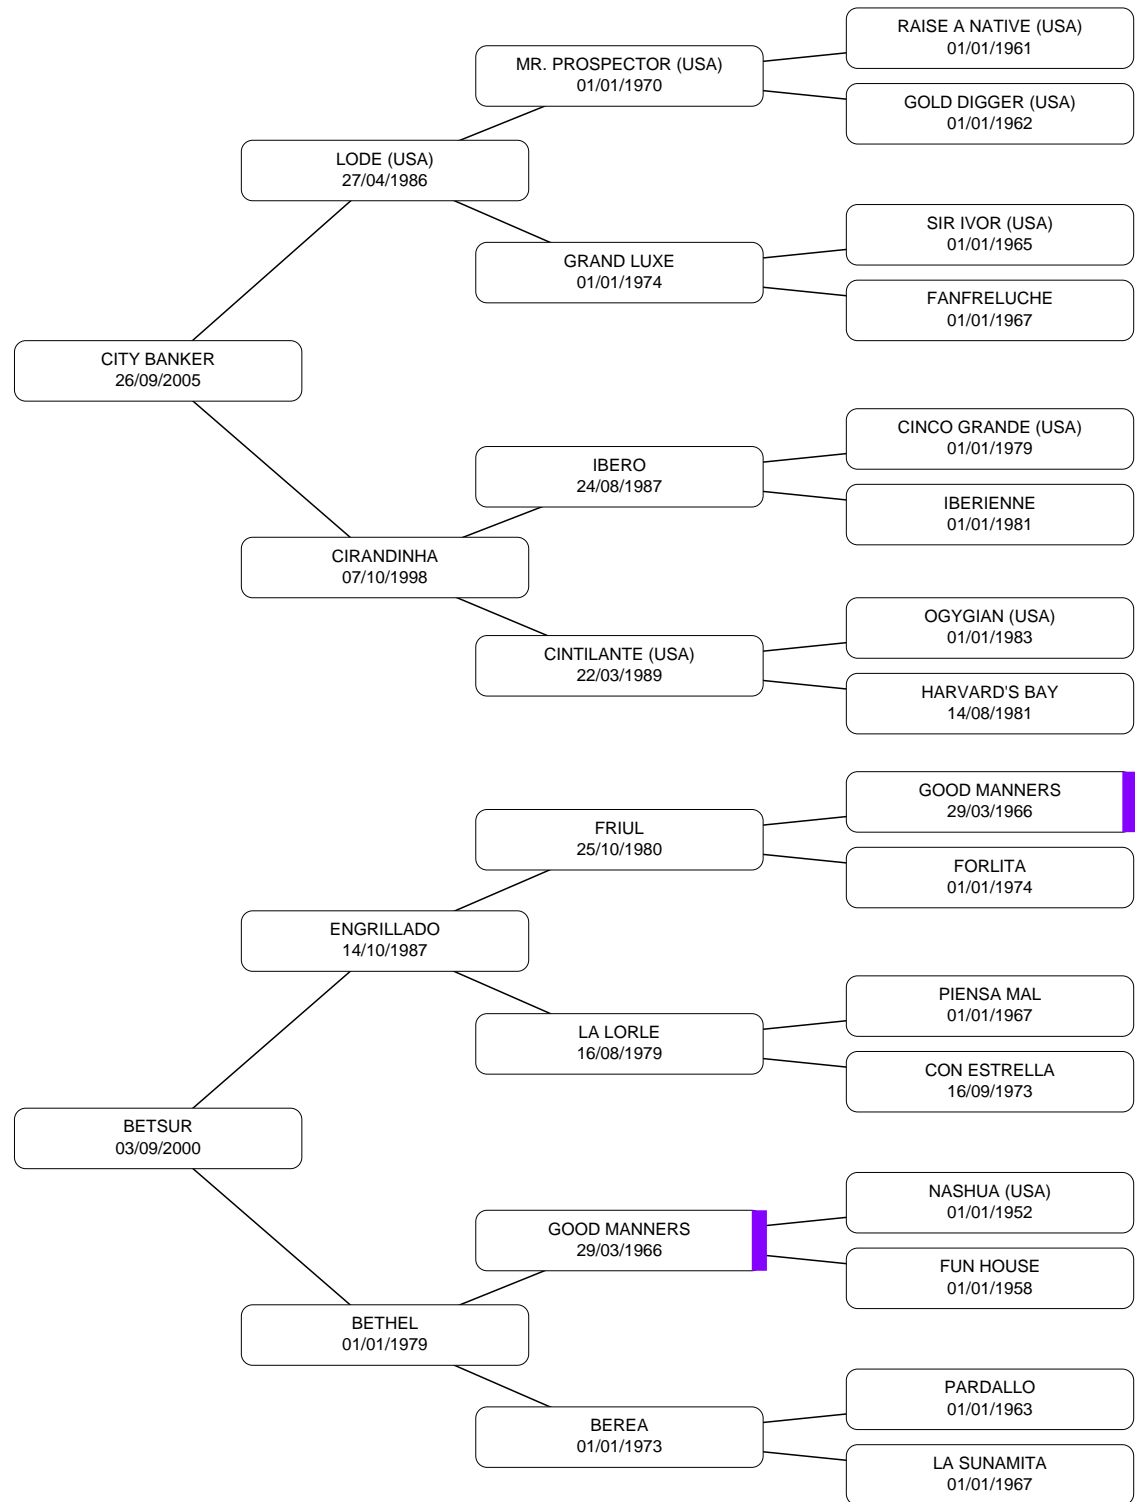 RAISE A NATIVE (USA)
01/01/1961
MR. PROSPECTOR (USA)
01/01/1970
GOLD DIGGER (USA)
01/01/1962
LODE (USA)
27/04/1986
SIR IVOR (USA)
01/01/1965
GRAND LUXE
01/01/1974
FANFRELUCHE
01/01/1967
CITY BANKER
26/09/2005
CINCO GRANDE (USA)
01/01/1979
IBERO
24/08/1987
IBERIENNE
01/01/1981
CIRANDINHA
07/10/1998
OGYGIAN (USA)
01/01/1983
CINTILANTE (USA)
22/03/1989
HARVARD'S BAY
14/08/1981
GOOD MANNERS
29/03/1966
FRIUL
25/10/1980
FORLITA
01/01/1974
ENGRILLADO
14/10/1987
PIENSA MAL
01/01/1967
LA LORLE
16/08/1979
CON ESTRELLA
16/09/1973
BETSUR
03/09/2000
NASHUA (USA)
01/01/1952
GOOD MANNERS
29/03/1966
FUN HOUSE
01/01/1958
BETHEL
01/01/1979
PARDALLO
01/01/1963
BEREA
01/01/1973
LA SUNAMITA
01/01/1967